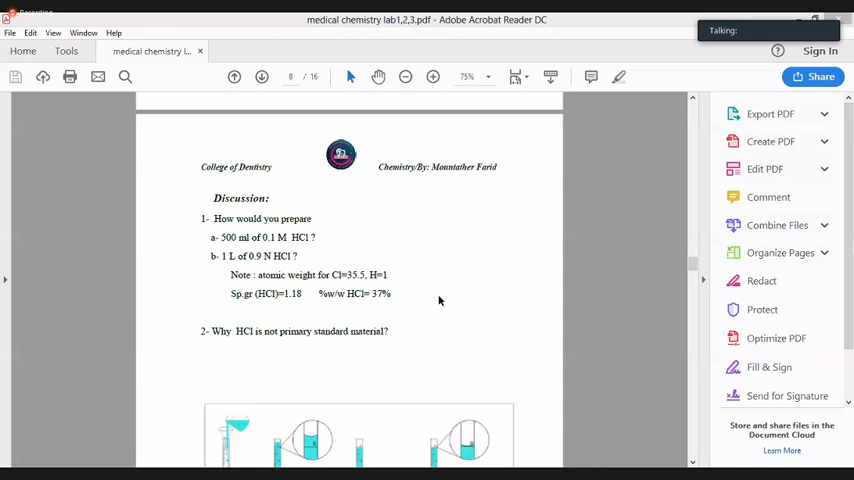 Recording
medical chemistry lab1,2,3.pdf - Adobe Acrobat Reader DC
Talking:
File Edit View Window Help
Home Tools medical chemistry l... × Sign In
8 / 16 75% Share
College of Dentistry Chemistry/By: Mountather Farid
Discussion:
1- How would you prepare
a- 500 ml of 0.1 M HCl ?
b- 1 L of 0.9 N HCl ?
Note : atomic weight for Cl=35.5, H=1
Sp.gr (HCl)=1.18 %w/w HCl= 37%
2- Why HCl is not primary standard material?
Export PDF
Create PDF
Edit PDF
Comment
Combine Files
Organize Pages
Redact
Protect
Optimize PDF
Fill & Sign
Send for Signature
Store and share files in the
Document Cloud
Learn More